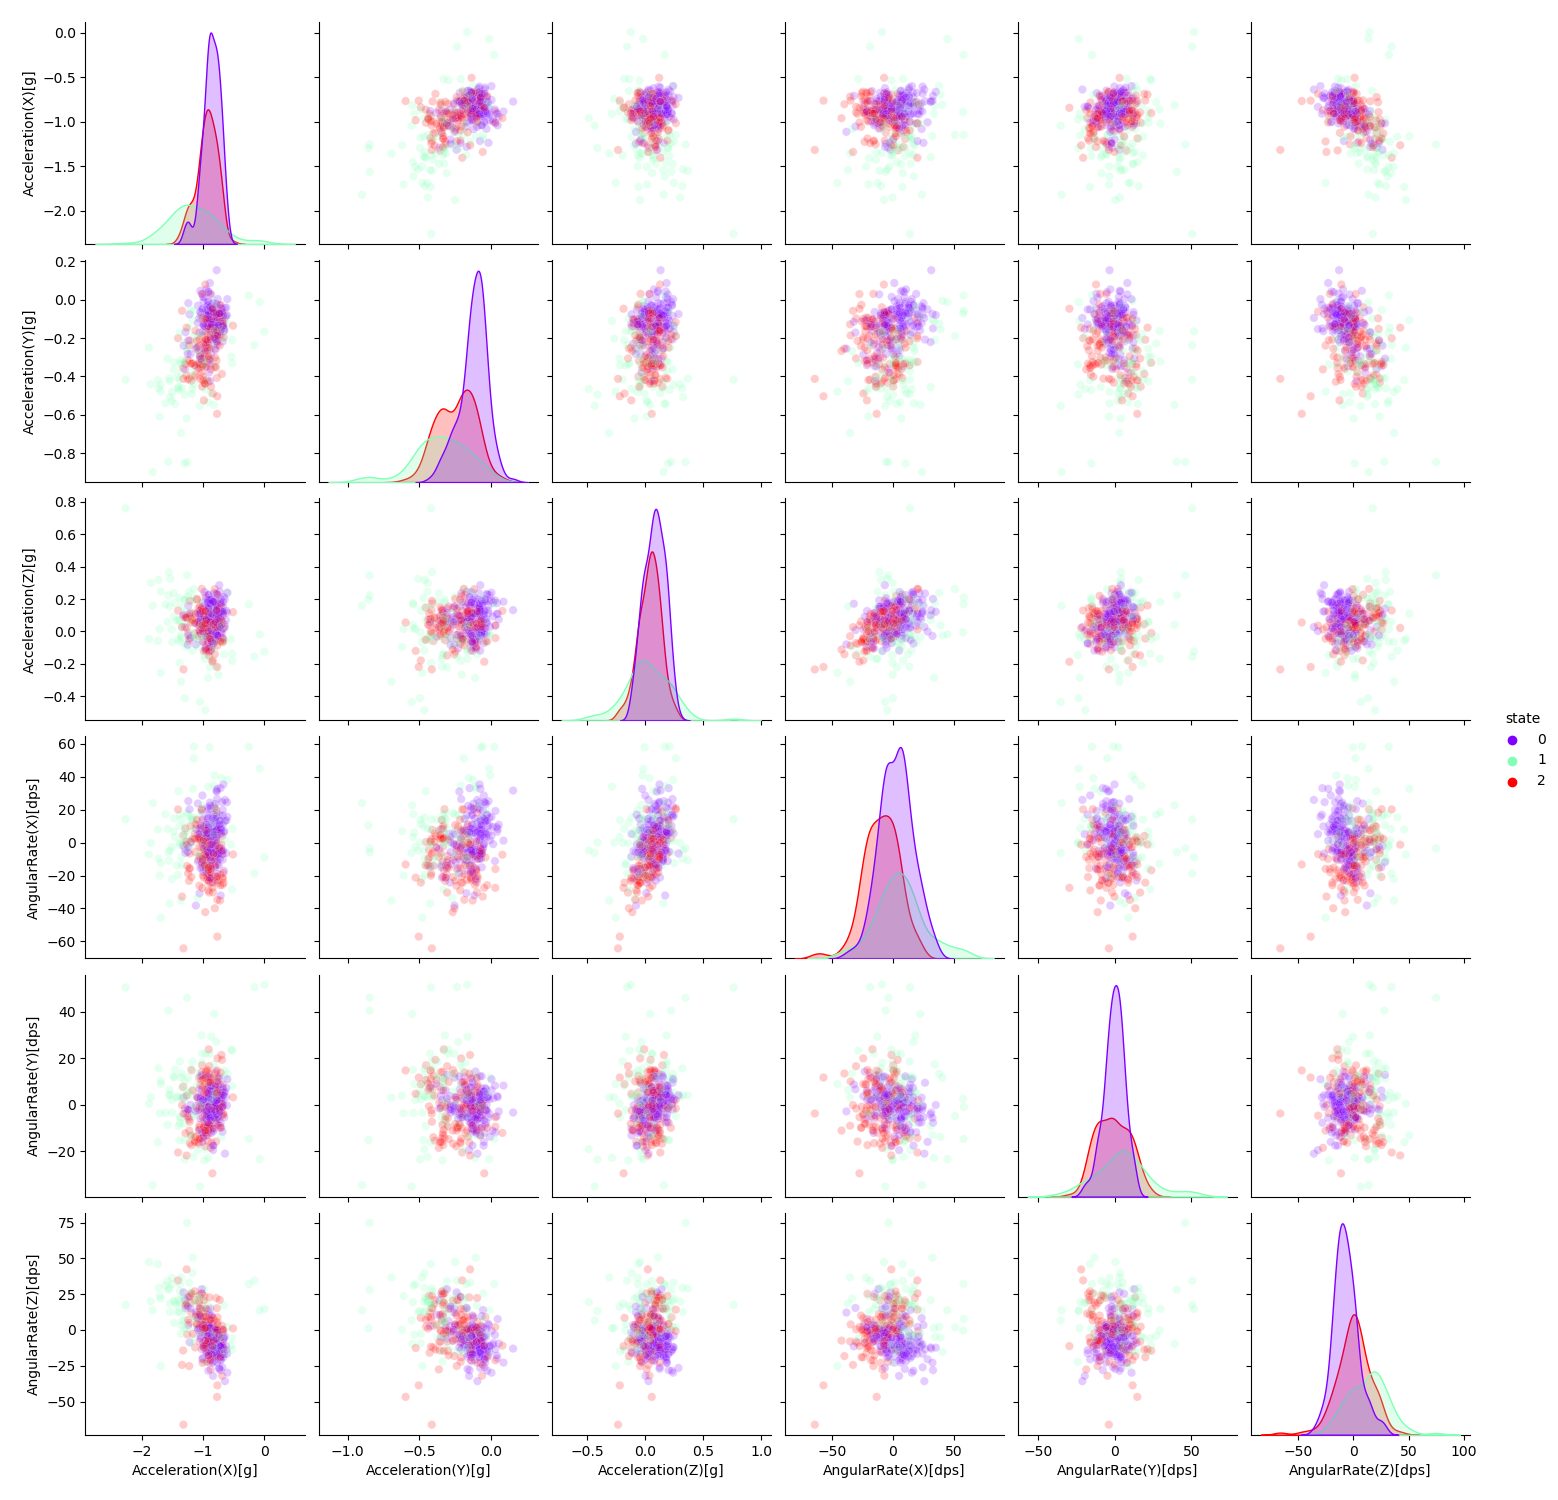 0.0
−0.5
−1.0
−1.5
−2.0
Acceleration(X)[g]
−2
−1
0
0.2
0.0
−0.2
−0.4
−0.6
−0.8
Acceleration(Y)[g]
0.8
0.6
0.4
0.2
0.0
−0.2
−0.4
Acceleration(Z)[g]
state
0
1
2
60
40
20
0
−20
−40
−60
AngularRate(X)[dps]
40
20
0
−20
AngularRate(Y)[dps]
75
50
25
0
−25
−50
AngularRate(Z)[dps]
−2 −1 0
−1.0 −0.5 0.0
−0.5 0.0 0.5 1.0
−50 0 50
−50 0 50
−50 0 50 100
Acceleration(X)[g]
Acceleration(Y)[g]
Acceleration(Z)[g]
AngularRate(X)[dps]
AngularRate(Y)[dps]
AngularRate(Z)[dps]